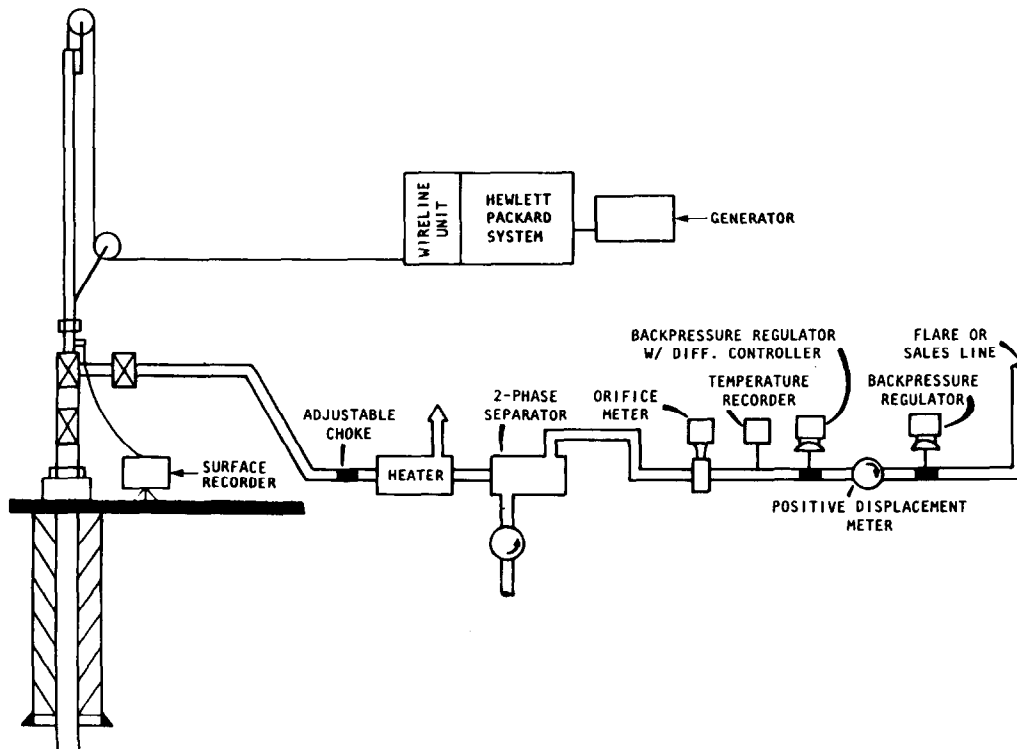 WIRELINE
UNIT
HEWLETT
PACKARD
SYSTEM
GENERATOR
BACKPRESSURE REGULATOR
W/ DIFF. CONTROLLER
FLARE OR
SALES LINE
TEMPERATURE
RECORDER
BACKPRESSURE
REGULATOR
2-PHASE
SEPARATOR
ORIFICE
METER
ADJUSTABLE
CHOKE
HEATER
SURFACE
RECORDER
POSITIVE DISPLACEMENT
METER